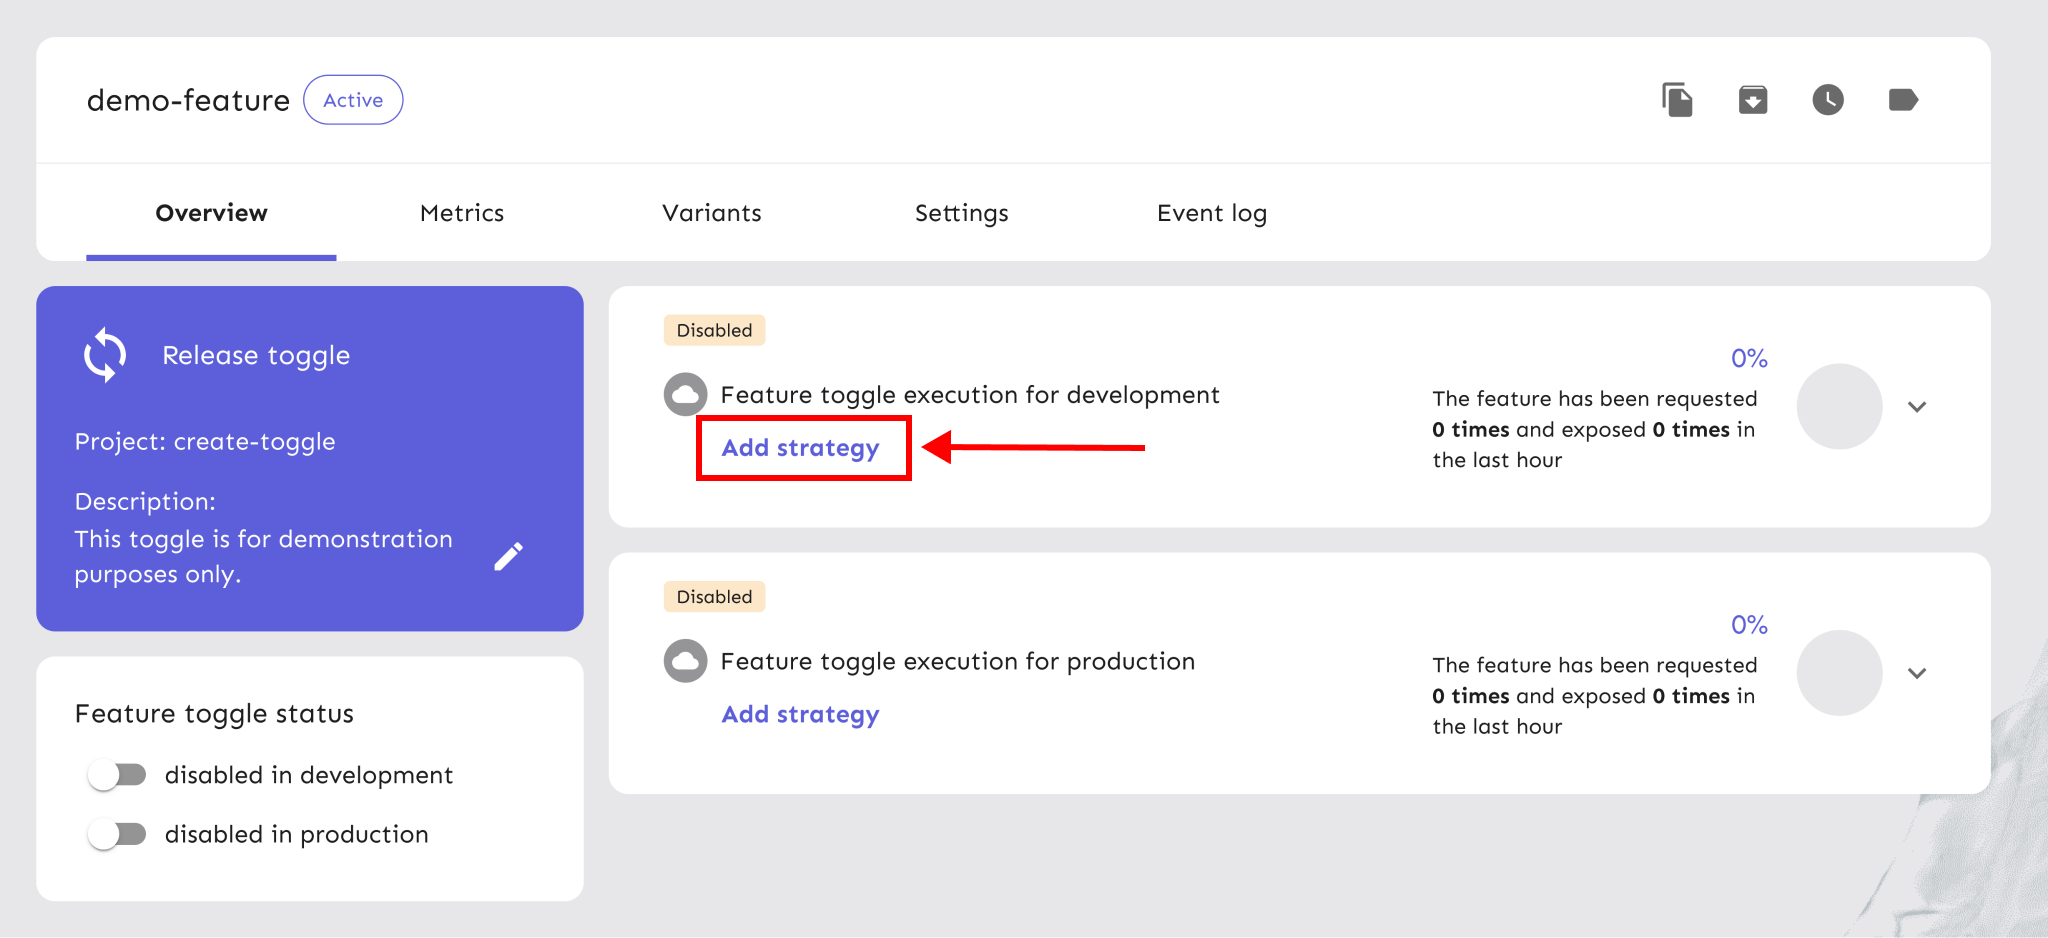 demo-feature
Active
Overview
Metrics
Variants
Settings
Event log
Release toggle
Project: create-toggle
Description:
This toggle is for demonstration
purposes only.
Feature toggle status
disabled in development
disabled in production
Disabled
Feature toggle execution for development
Add strategy
0%
The feature has been requested
0 times and exposed 0 times in
the last hour
Disabled
Feature toggle execution for production
Add strategy
0%
The feature has been requested
0 times and exposed 0 times in
the last hour